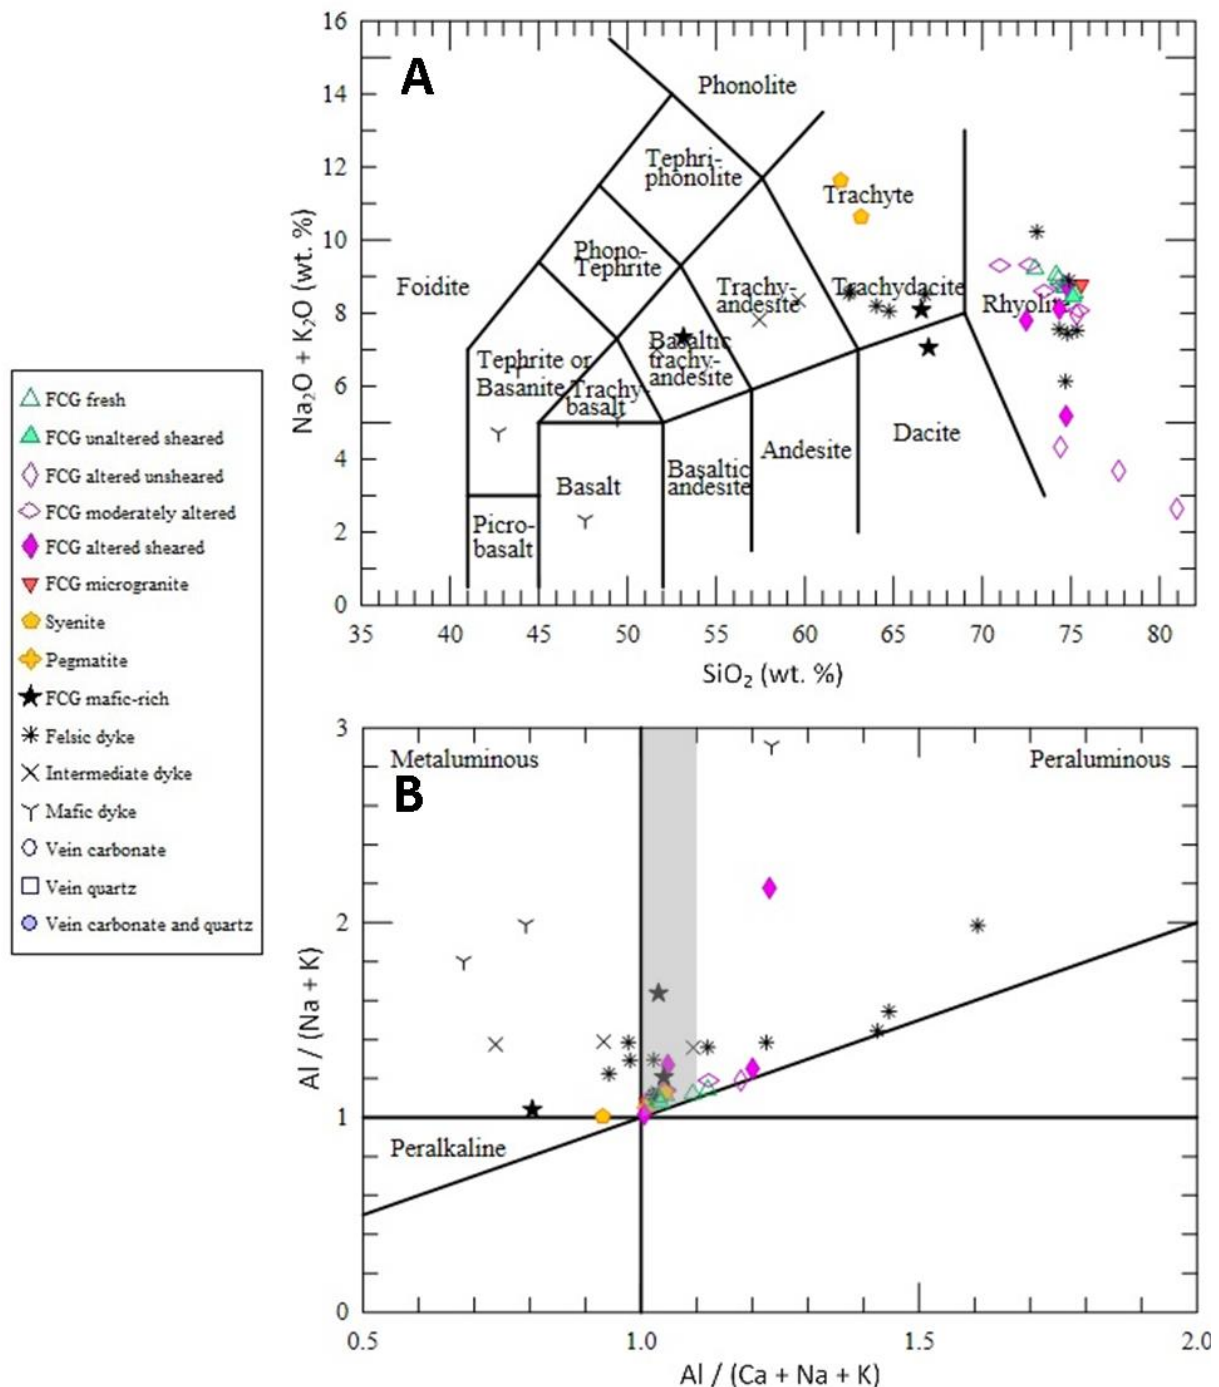 16
14
12
10
8
6
4
2
0
Na₂O + K₂O (wt. %)
A
Phonolite
Tephri-
phonolite
Trachyte
Phono-
Tephrite
Foidite
Trachy-
andesite
Trachydacite
Rhyolite
Basaltic
trachy-
andesite
Tephrite or
Basanite
Trachy-
basalt
Dacite
Andesite
Basaltic
andesite
Basalt
Picro-
basalt
35 40 45 50 55 60 65 70 75 80
SiO₂ (wt. %)
FCG fresh
FCG unaltered sheared
FCG altered unsheared
FCG moderately altered
FCG altered sheared
FCG microgranite
Syenite
Pegmatite
FCG mafic-rich
Felsic dyke
Intermediate dyke
Mafic dyke
Vein carbonate
Vein quartz
Vein carbonate and quartz
3
2
1
0
Al / (Na + K)
Metaluminous
Peraluminous
B
Peralkaline
0.5 1.0 1.5 2.0
Al / (Ca + Na + K)